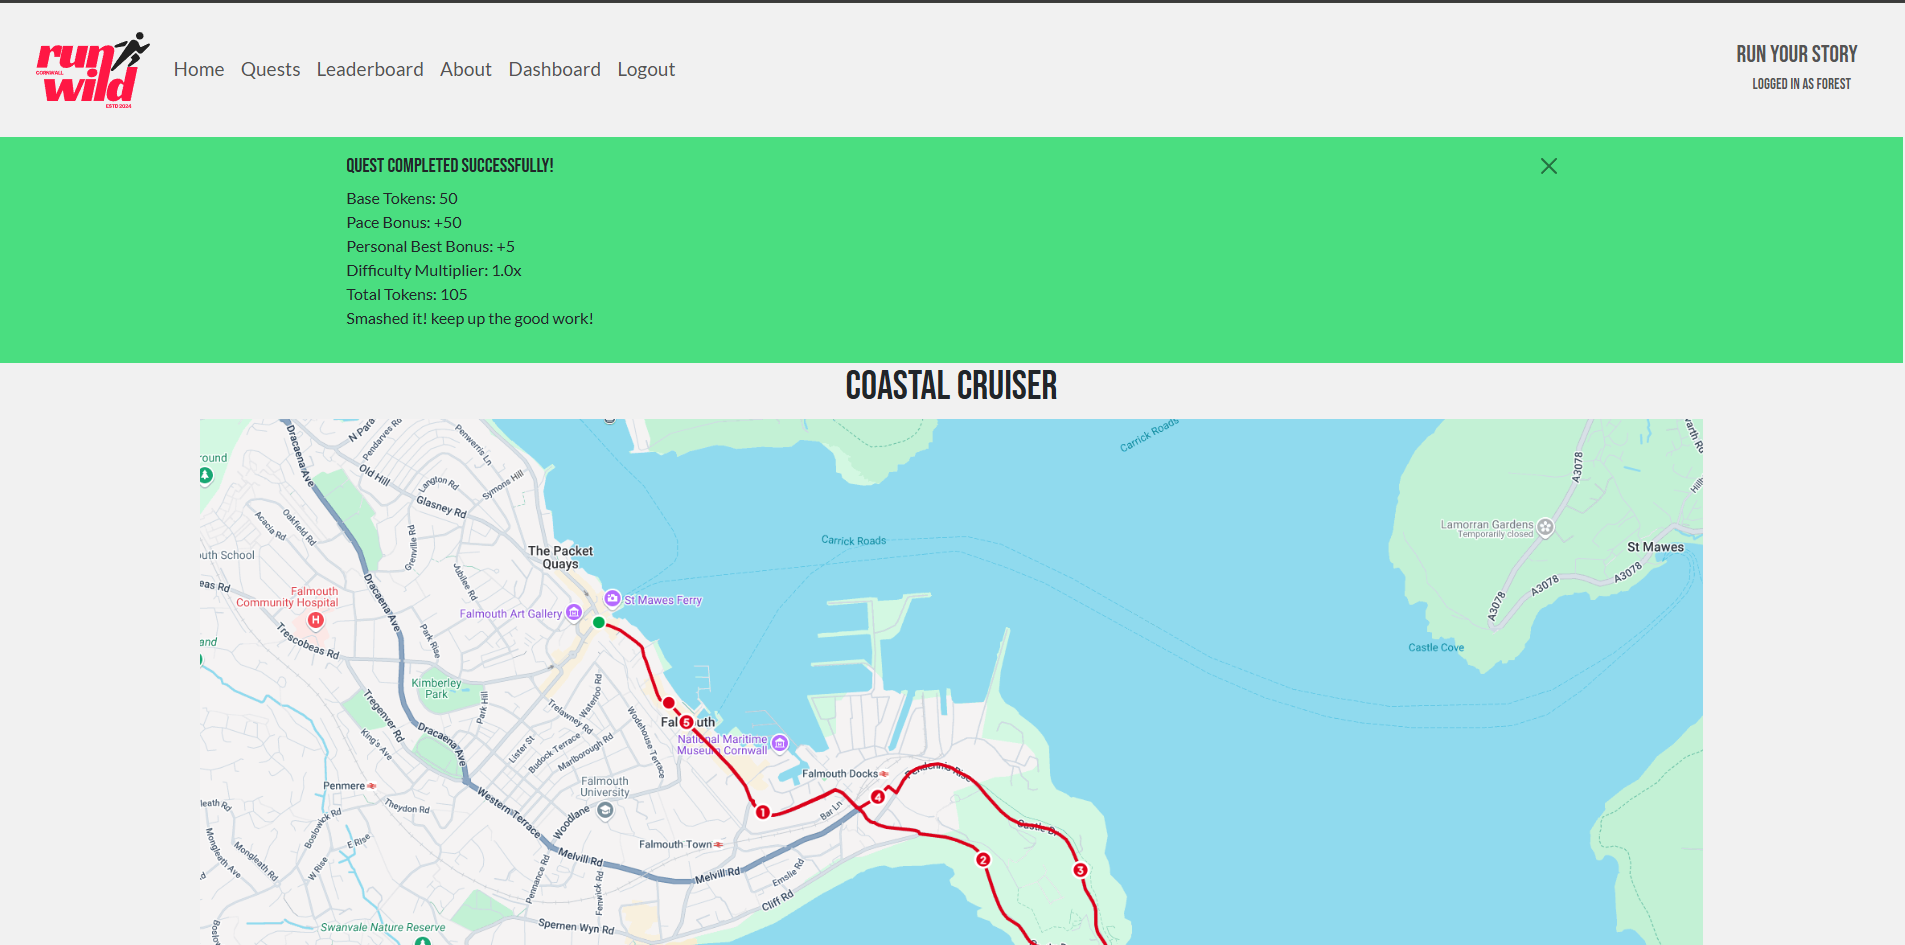 run
CORNWALL
wild
ESTD 2024
Home Quests Leaderboard About Dashboard Logout
RUN YOUR STORY
LOGGED IN AS FOREST
QUEST COMPLETED SUCCESSFULLY!
Base Tokens: 50
Pace Bonus: +50
Personal Best Bonus: +5
Difficulty Multiplier: 1.0x
Total Tokens: 105
Smashed it! keep up the good work!
COASTAL CRUISER
Dracaena Ave
N Para
Pendarves Rd
Penwerris Ln
Carrick Roads
A3078
round
Old Hill
Langton Rd
Symons Hill
Glasney Rd
Acacia Rd
Oakfield Rd
Grenville Rd
Lamorran Gardens
Temporarily closed
Carrick Roads
St Mawes
outh School
The Packet
Quays
Jubilee Rd
A3078
A3078
A3078
eas Rd
Falmouth
Community Hospital
H
Dracaena Ave
St Mawes Ferry
Falmouth Art Gallery
Trescobeas Rd
Park Rise
and
Castle Cove
Kimberley
Park
Tregenver Rd
Park Hill
Trelawney Rd
Waterloo Rd
Wodehouse Terrace
5
Fal uth
King's Ave
Dracaena Ave
Lister St
Budock Terrace
Marlborough Rd
National Maritime
Museum Cornwall
Falmouth Docks
Pendennis Rise
Penmere
Falmouth
University
4
leath Rd
Theydon Rd
Western Terrace
Woodlane
1
Bar Ln
Castle Dr
Boslowick Rd
E Rise
Mongleath Ave
Mongleath Rd
W Rise
Falmouth Town
2
3
Melvill Rd
Melvill Rd
Emslie Rd
Pennance Rd
Fenwick Rd
Cliff Rd
Swanvale Nature Reserve
Spernen Wyn Rd